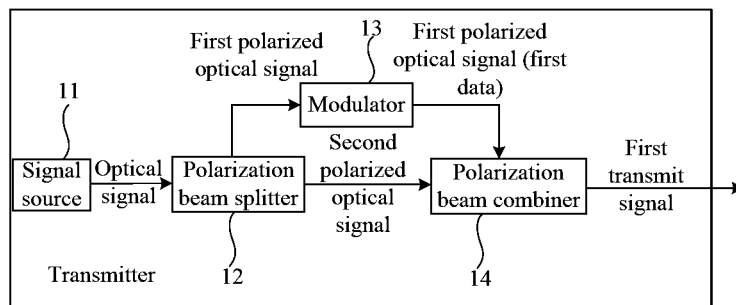 13
First polarized
optical signal
First polarized
optical signal (first
data)
11
Modulator
Signal
source
Optical
signal
Polarization
beam splitter
Second
polarized
optical
signal
Polarization
beam combiner
First
transmit
signal
Transmitter
12
14